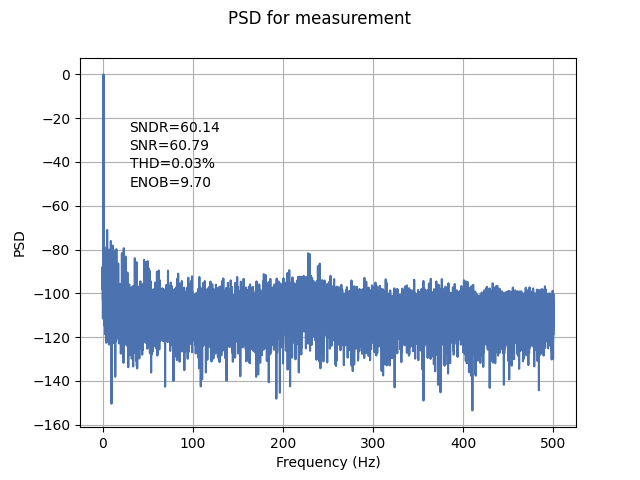 PSD for measurement
0
−20
−40
−60
−80
−100
−120
−140
−160
PSD
SNDR=60.14
SNR=60.79
THD=0.03%
ENOB=9.70
0 100 200 300 400 500
Frequency (Hz)